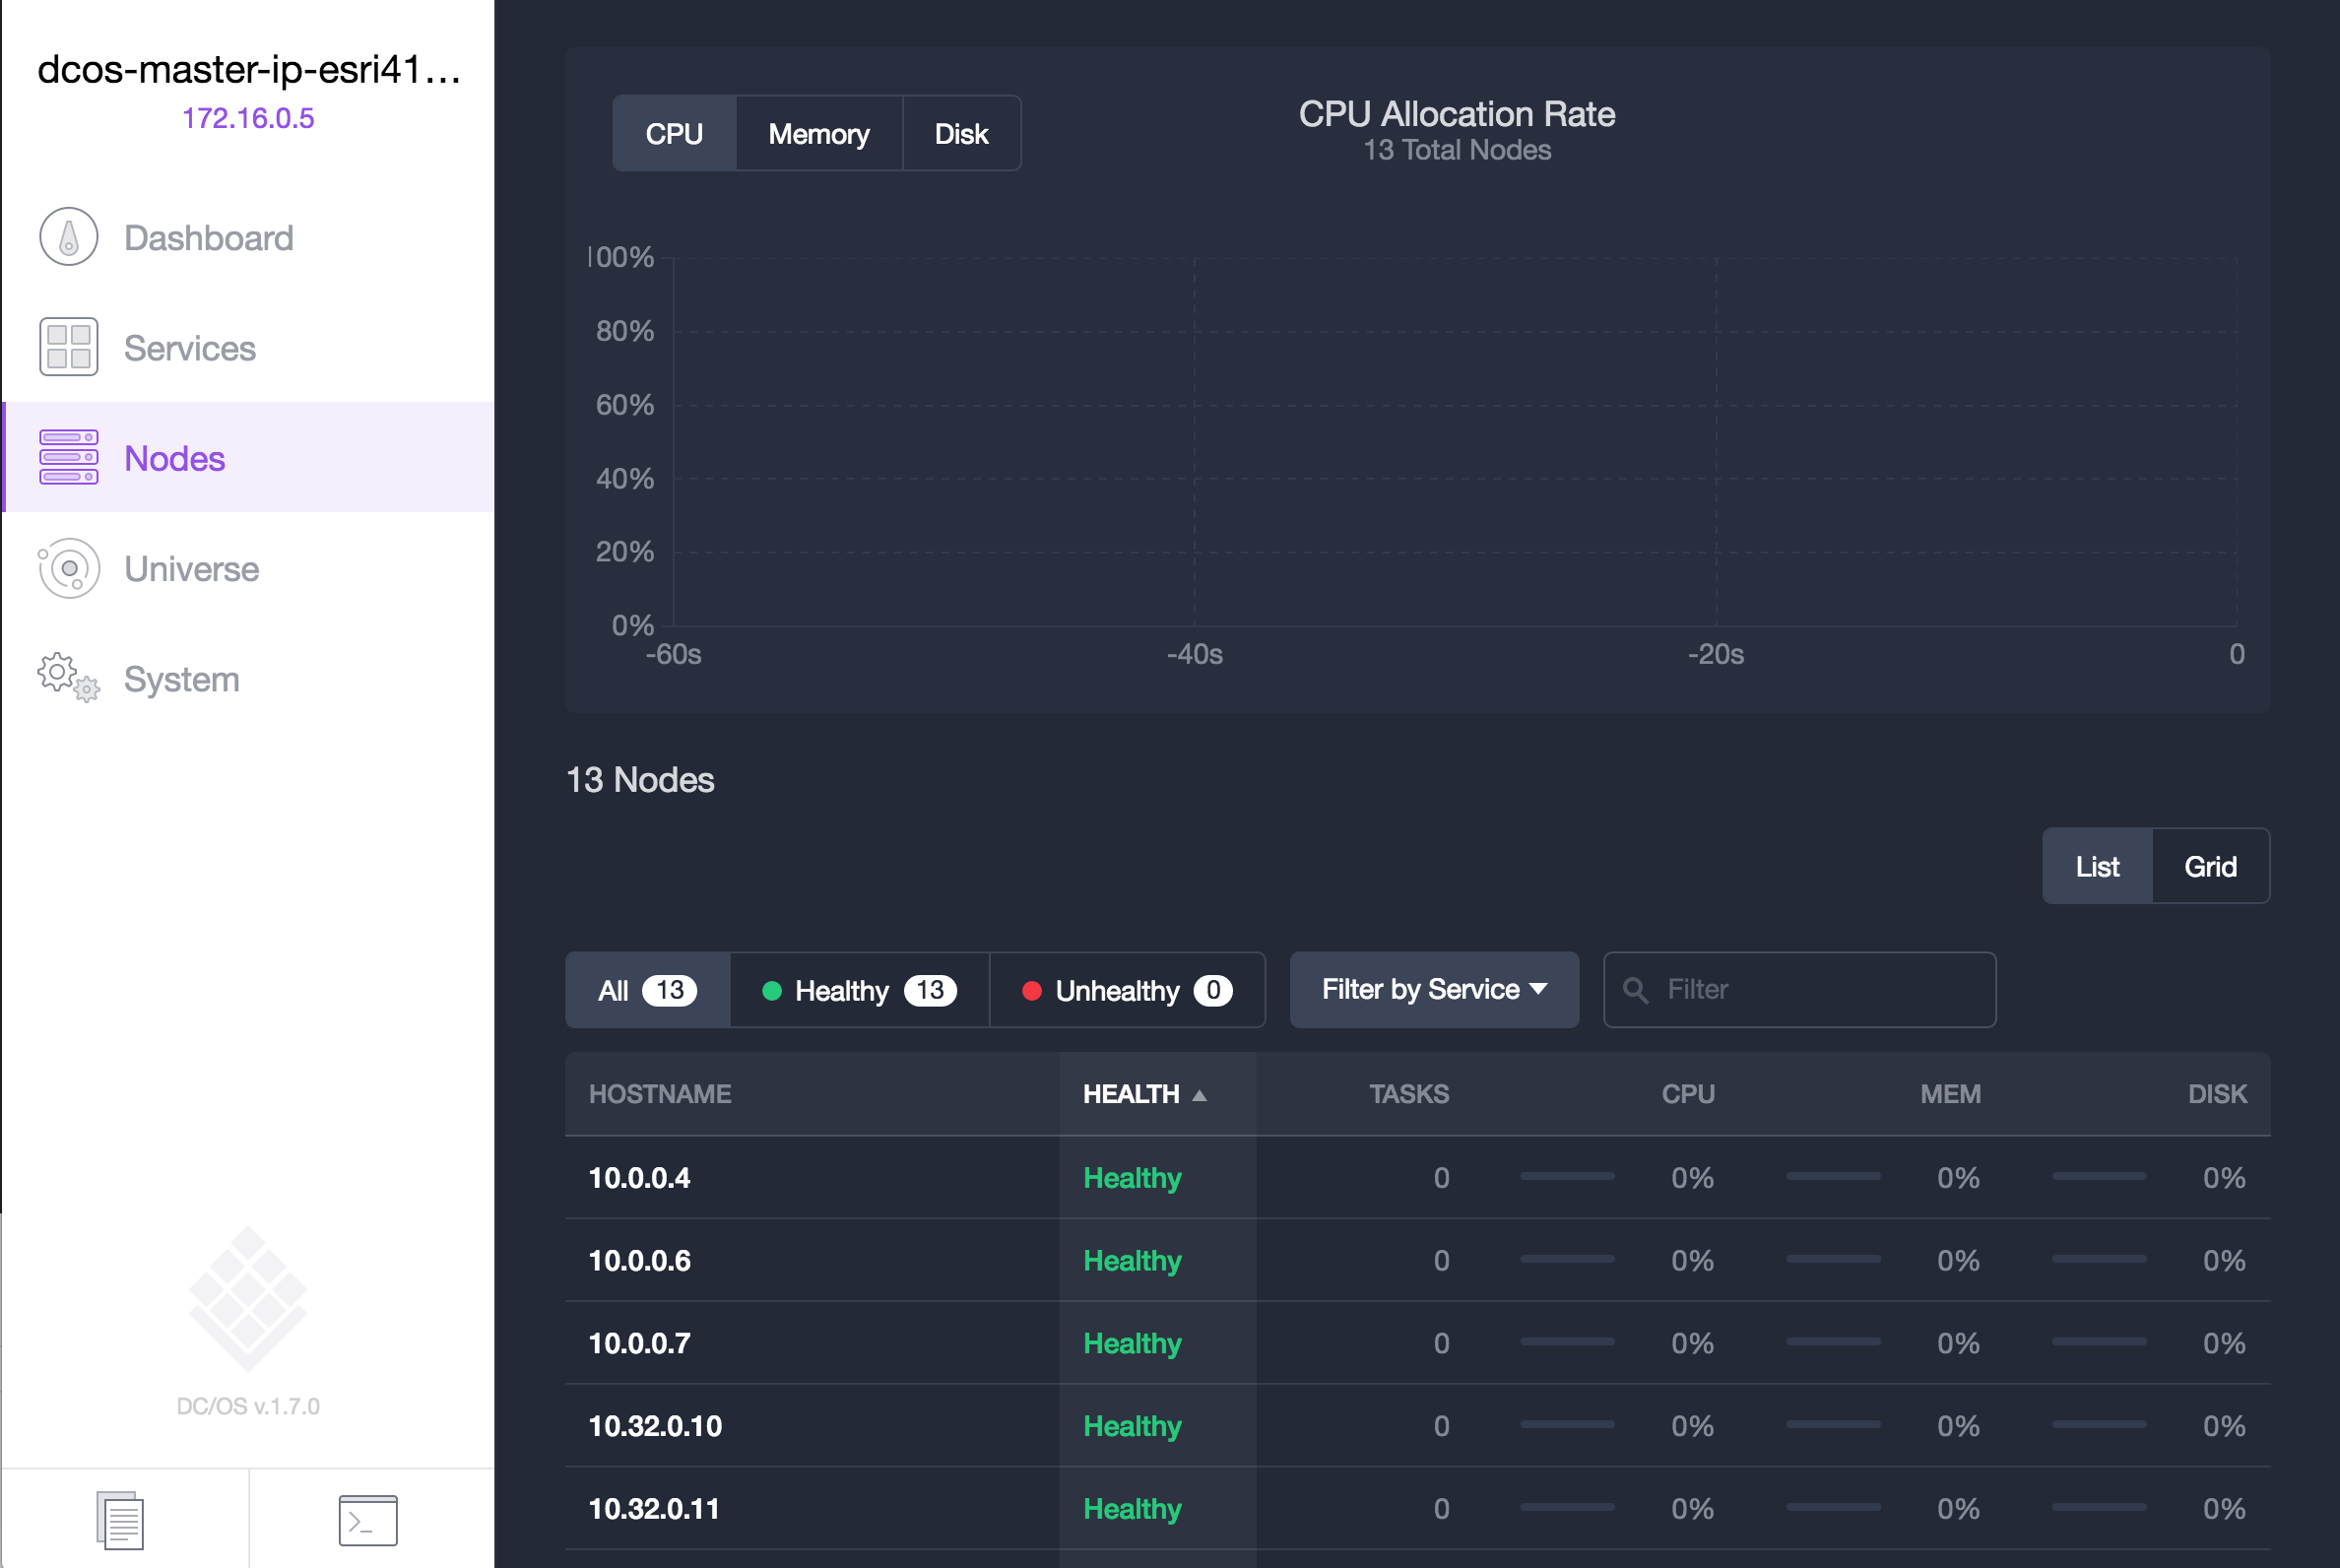 dcos-master-ip-esri41...
172.16.0.5
Dashboard
Services
Nodes
Universe
System
DC/OS v.1.7.0
>_
CPU Memory Disk
CPU Allocation Rate
13 Total Nodes
100%
80%
60%
40%
20%
0%
-60s -40s -20s 0
13 Nodes
List Grid
All 13 Healthy 13 Unhealthy 0 Filter by Service Filter
HOSTNAME HEALTH TASKS CPU MEM DISK
10.0.0.4 Healthy 0 0% 0% 0%
10.0.0.6 Healthy 0 0% 0% 0%
10.0.0.7 Healthy 0 0% 0% 0%
10.32.0.10 Healthy 0 0% 0% 0%
10.32.0.11 Healthy 0 0% 0% 0%